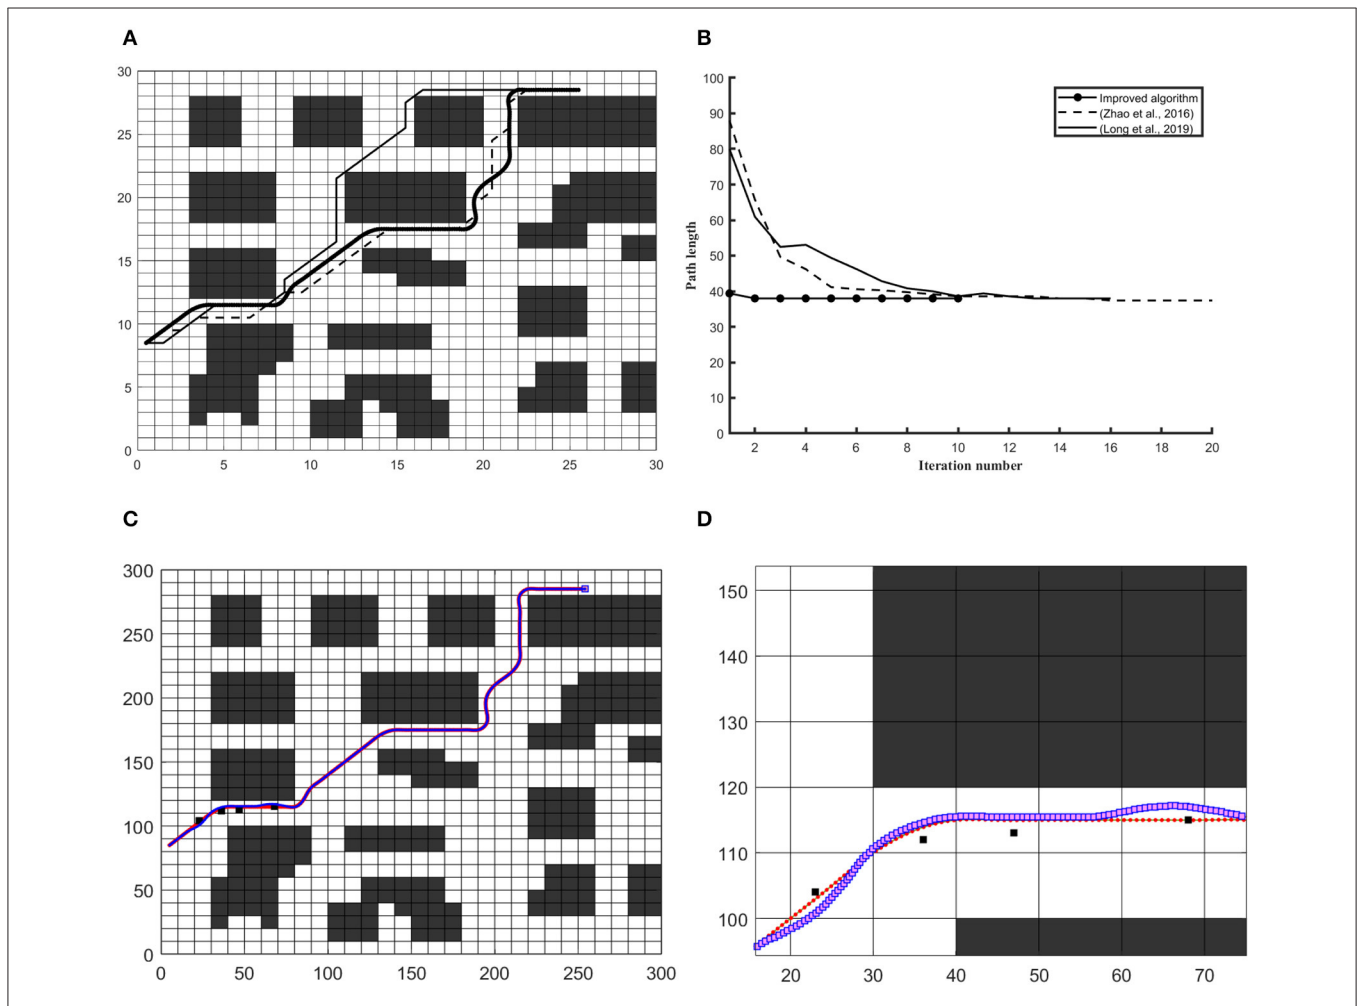 A
30
25
20
15
10
5
0
0 5 10 15 20 25 30
B
100
90
80
70
60
50
40
30
20
10
0
Path length
2 4 6 8 10 12 14 16 18 20
Iteration number
Improved algorithm
(Zhao et al., 2016)
(Long et al., 2019)
C
300
250
200
150
100
50
0
0 50 100 150 200 250 300
D
150
140
130
120
110
100
20 30 40 50 60 70